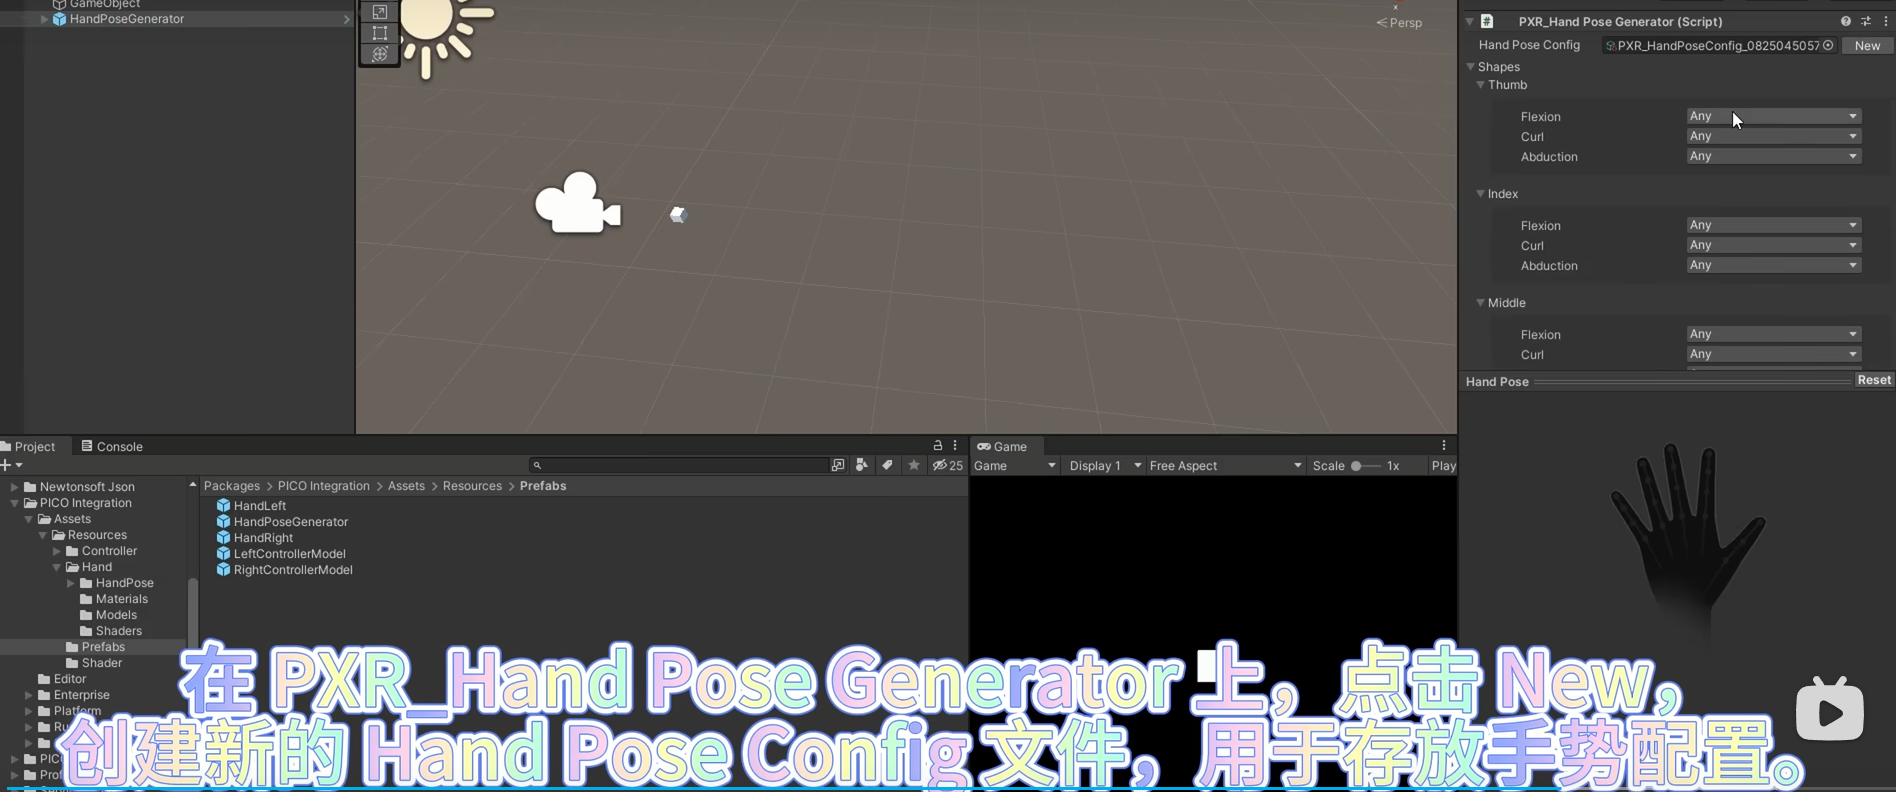 GameObject
HandPoseGenerator
Persp
PXR_Hand Pose Generator (Script)
Hand Pose Config
PXR_HandPoseConfig_0825045057
New
Shapes
Thumb
Flexion Any
Curl Any
Abduction Any
Index
Flexion Any
Curl Any
Abduction Any
Middle
Flexion Any
Curl Any
Hand Pose
Reset
Project
Console
25
Game
Game
Display 1
Free Aspect
Scale
1x
Play
Newtonsoft Json
PICO Integration
Assets
Resources
Controller
Hand
HandPose
Materials
Models
Shaders
Prefabs
Shader
Editor
Enterprise
Platform
Packages > PICO Integration > Assets > Resources > Prefabs
HandLeft
HandPoseGenerator
HandRight
LeftControllerModel
RightControllerModel
在 PXR_Hand Pose Generator 上，点击 New，
创建新的 Hand Pose Config 文件，用于存放手势配置。